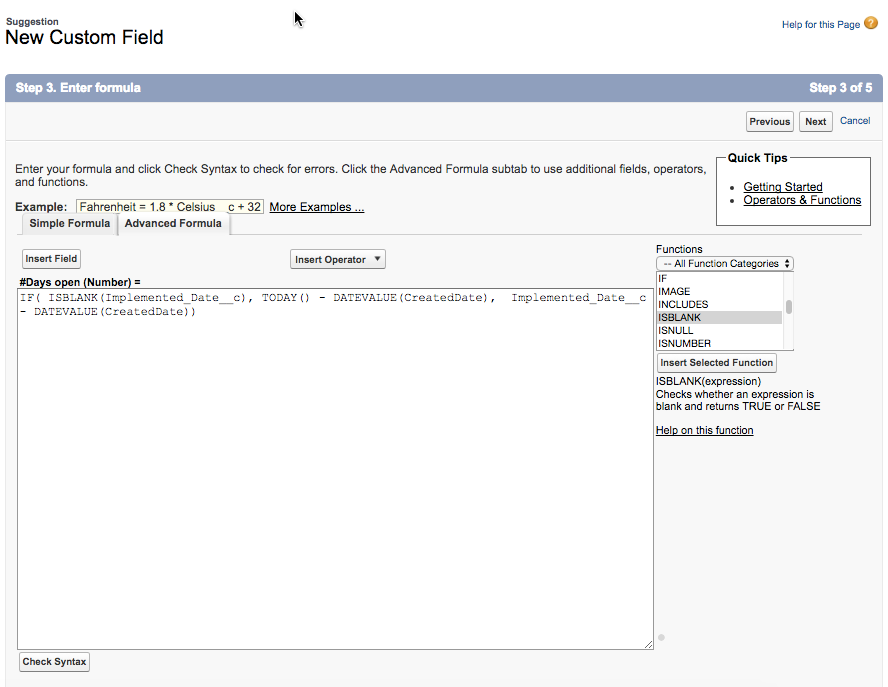 Suggestion
New Custom Field
Help for this Page ?
Step 3. Enter formula
Step 3 of 5
Previous
Next
Cancel
Enter your formula and click Check Syntax to check for errors. Click the Advanced Formula subtab to use additional fields, operators,
and functions.
Quick Tips
Getting Started
Operators & Functions
Example: Fahrenheit = 1.8 * Celsius__c + 32 More Examples ...
Simple Formula
Advanced Formula
Insert Field
Insert Operator
Functions
-- All Function Categories
#Days open (Number) =
IF( ISBLANK(Implemented_Date__c), TODAY() - DATEVALUE(CreatedDate),  Implemented_Date__c
- DATEVALUE(CreatedDate))
IF
IMAGE
INCLUDES
ISBLANK
ISNULL
ISNUMBER
Insert Selected Function
ISBLANK(expression)
Checks whether an expression is
blank and returns TRUE or FALSE
Help on this function
Check Syntax